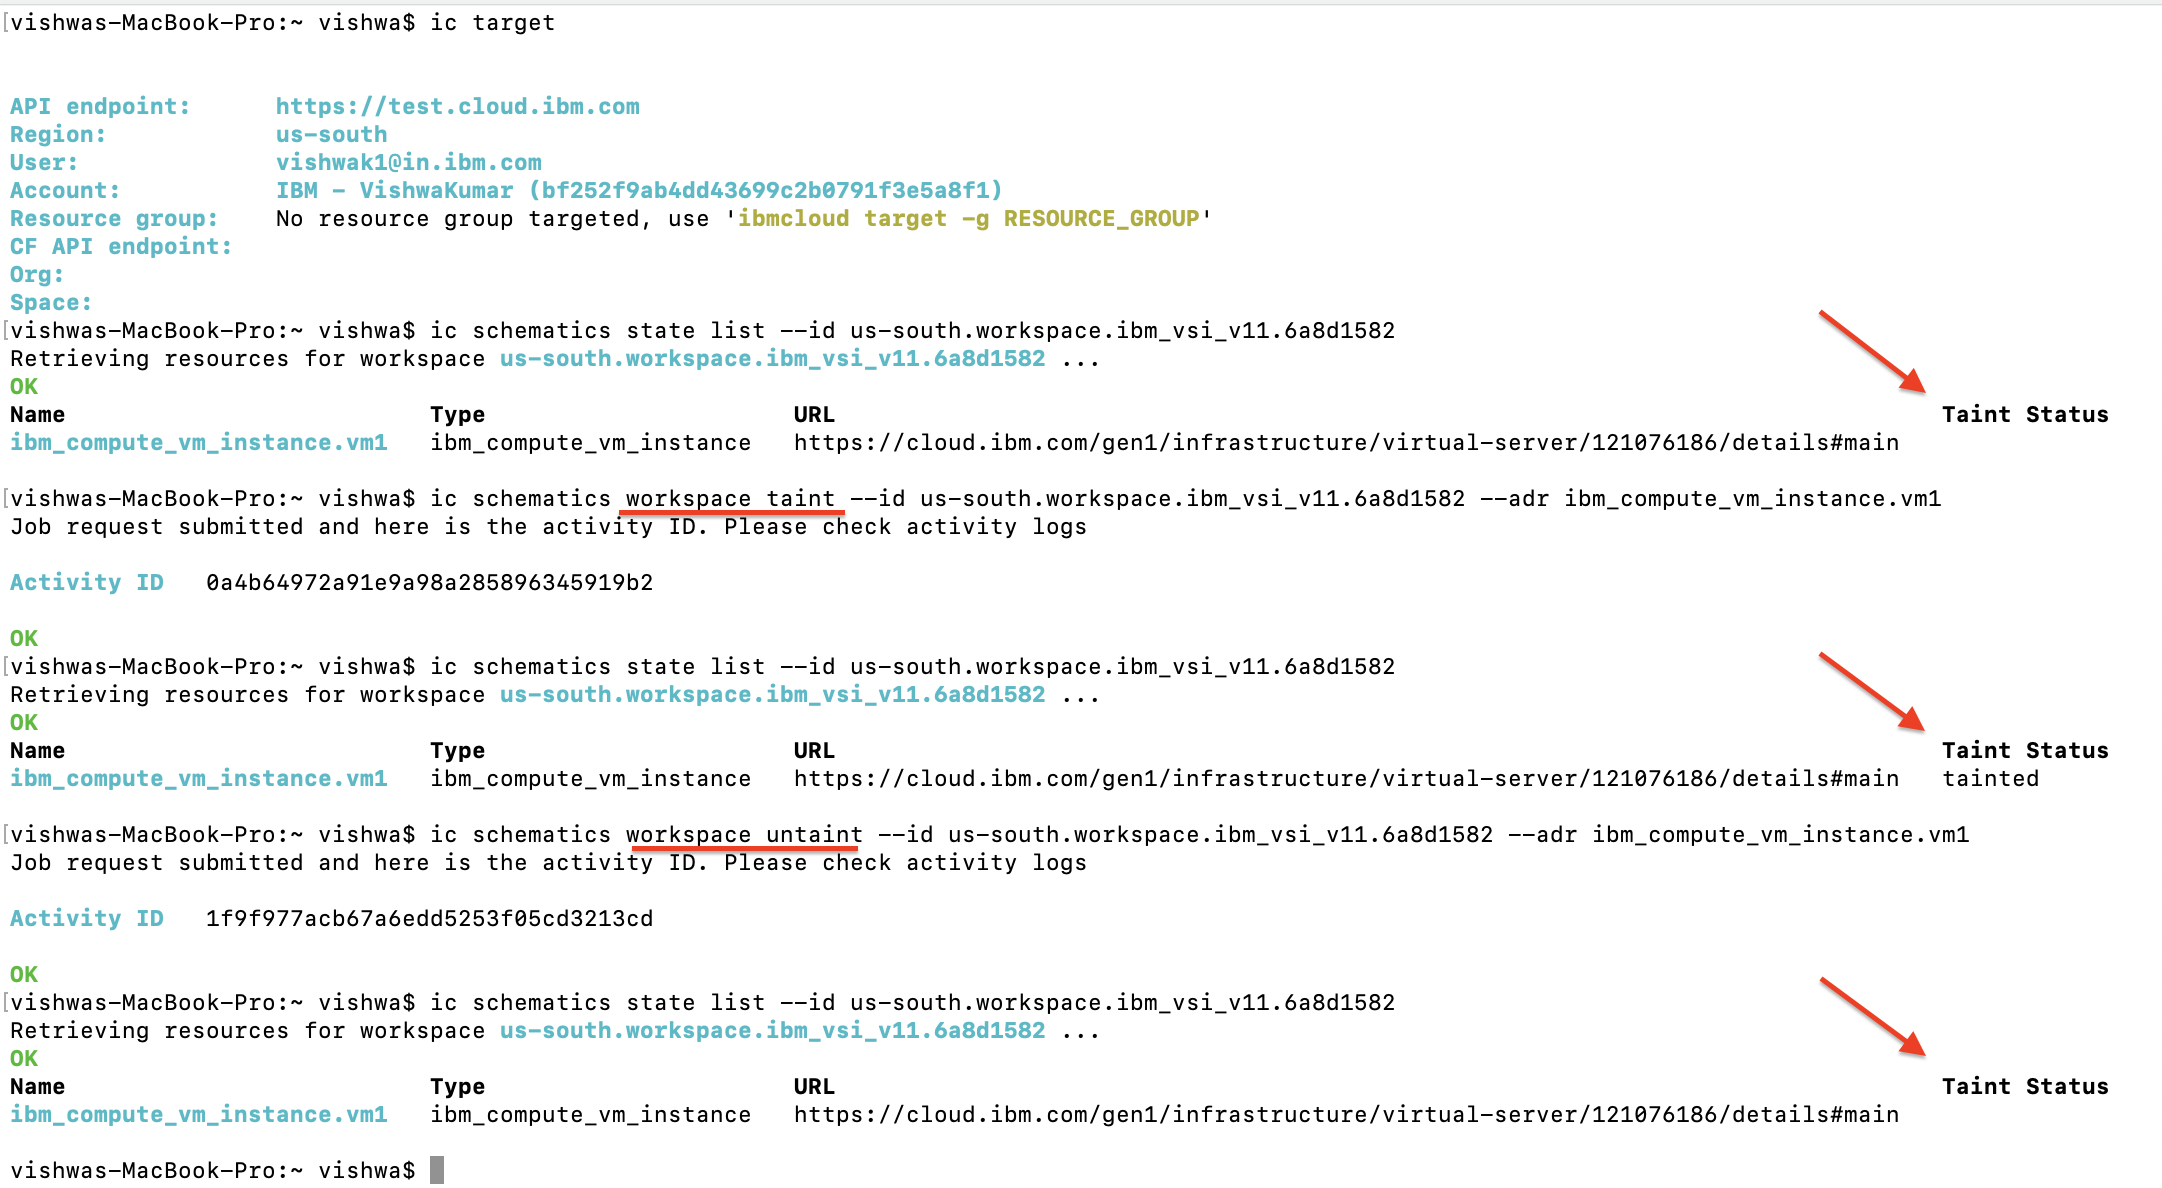 vishwas-MacBook-Pro:~ vishwa$ ic target
API endpoint: https://test.cloud.ibm.com
Region: us-south
User: vishwak1@in.ibm.com
Account: IBM - VishwaKumar (bf252f9ab4dd43699c2b0791f3e5a8f1)
Resource group: No resource group targeted, use 'ibmcloud target -g RESOURCE_GROUP'
CF API endpoint:
Org:
Space:
vishwas-MacBook-Pro:~ vishwa$ ic schematics state list --id us-south.workspace.ibm_vsi_v11.6a8d1582
Retrieving resources for workspace us-south.workspace.ibm_vsi_v11.6a8d1582 ...
OK
Name Type URL Taint Status
ibm_compute_vm_instance.vm1 ibm_compute_vm_instance https://cloud.ibm.com/gen1/infrastructure/virtual-server/121076186/details#main
vishwas-MacBook-Pro:~ vishwa$ ic schematics workspace taint --id us-south.workspace.ibm_vsi_v11.6a8d1582 --adr ibm_compute_vm_instance.vm1
Job request submitted and here is the activity ID. Please check activity logs
Activity ID 0a4b64972a91e9a98a285896345919b2
OK
vishwas-MacBook-Pro:~ vishwa$ ic schematics state list --id us-south.workspace.ibm_vsi_v11.6a8d1582
Retrieving resources for workspace us-south.workspace.ibm_vsi_v11.6a8d1582 ...
OK
Name Type URL Taint Status
ibm_compute_vm_instance.vm1 ibm_compute_vm_instance https://cloud.ibm.com/gen1/infrastructure/virtual-server/121076186/details#main tainted
vishwas-MacBook-Pro:~ vishwa$ ic schematics workspace untaint --id us-south.workspace.ibm_vsi_v11.6a8d1582 --adr ibm_compute_vm_instance.vm1
Job request submitted and here is the activity ID. Please check activity logs
Activity ID 1f9f977acb67a6edd5253f05cd3213cd
OK
vishwas-MacBook-Pro:~ vishwa$ ic schematics state list --id us-south.workspace.ibm_vsi_v11.6a8d1582
Retrieving resources for workspace us-south.workspace.ibm_vsi_v11.6a8d1582 ...
OK
Name Type URL Taint Status
ibm_compute_vm_instance.vm1 ibm_compute_vm_instance https://cloud.ibm.com/gen1/infrastructure/virtual-server/121076186/details#main
vishwas-MacBook-Pro:~ vishwa$